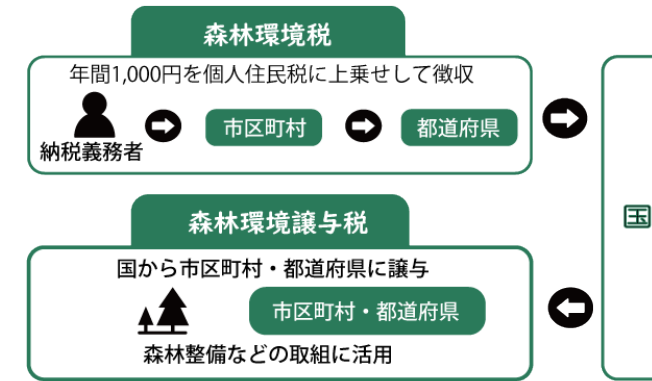 森林環境税
年間1,000円を個人住民税に上乗せして徴収
納税義務者
市区町村
都道府県
国
森林環境譲与税
国から市区町村・都道府県に譲与
市区町村・都道府県
森林整備などの取組に活用